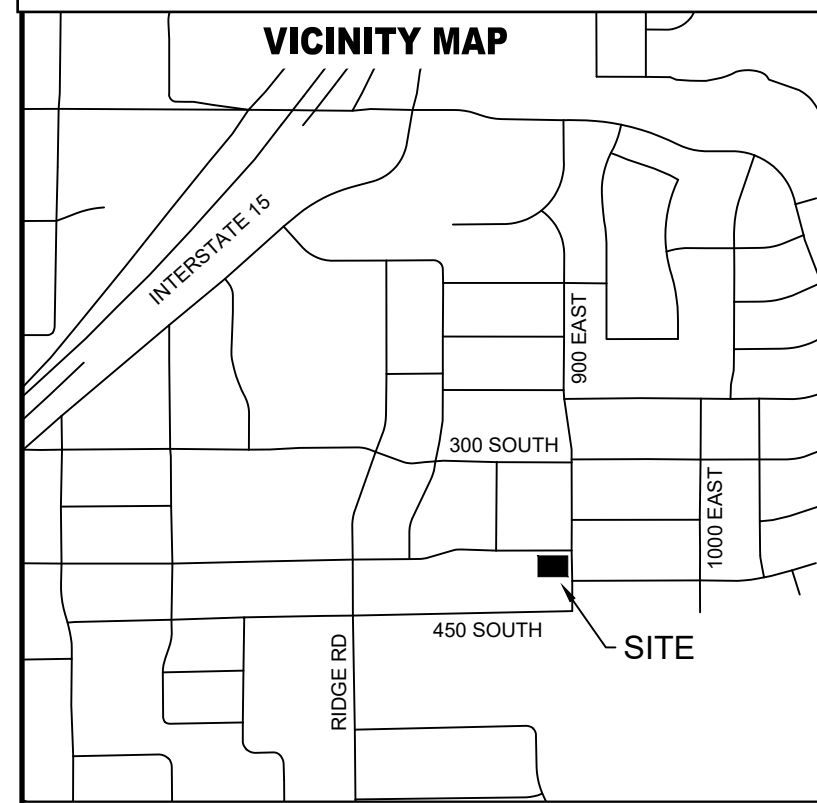 VICINITY MAP
INTERSTATE 15
900 EAST
300 SOUTH
1000 EAST
450 SOUTH
SITE
RIDGE RD